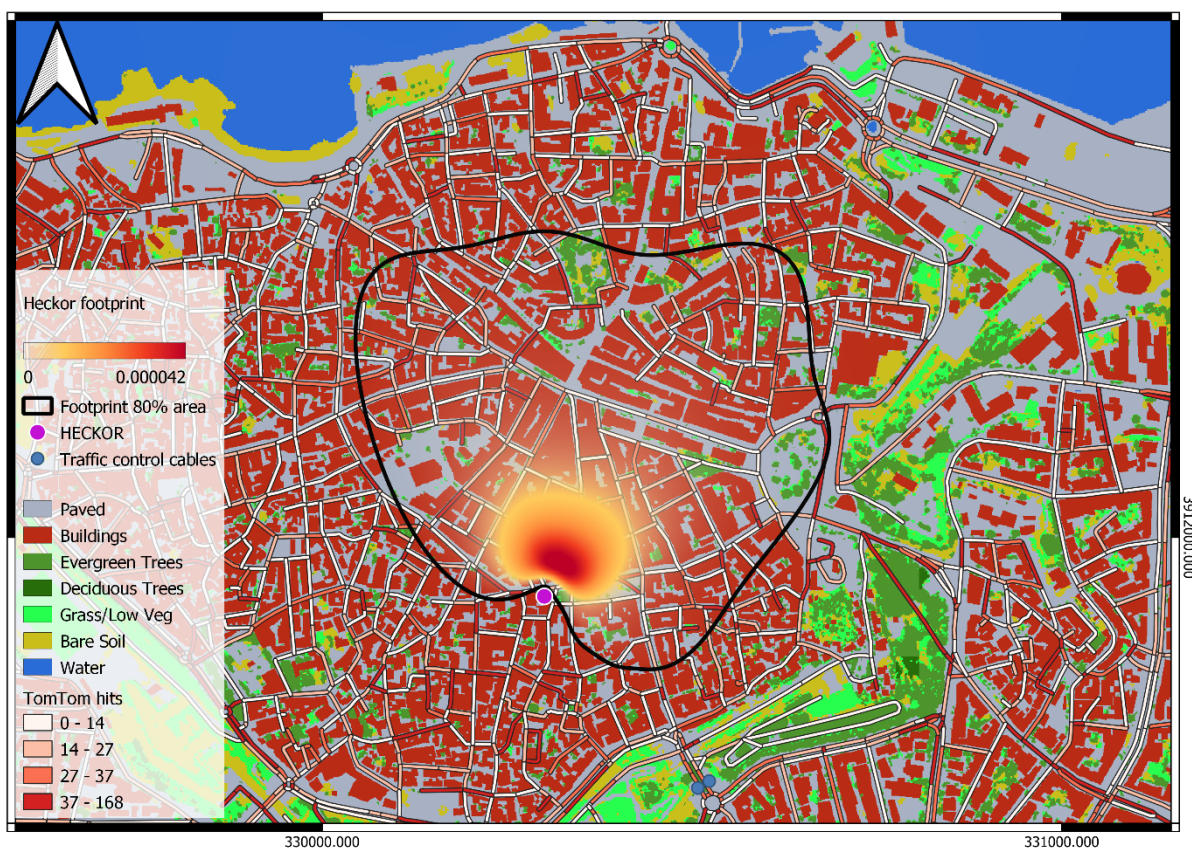 Heckor footprint
0 0.000042
Footprint 80% area
HECKOR
Traffic control cables
Paved
Buildings
Evergreen Trees
Deciduous Trees
Grass/Low Veg
Bare Soil
Water
TomTom hits
0 - 14
14 - 27
27 - 37
37 - 168
330000.000 331000.000
3912000.000